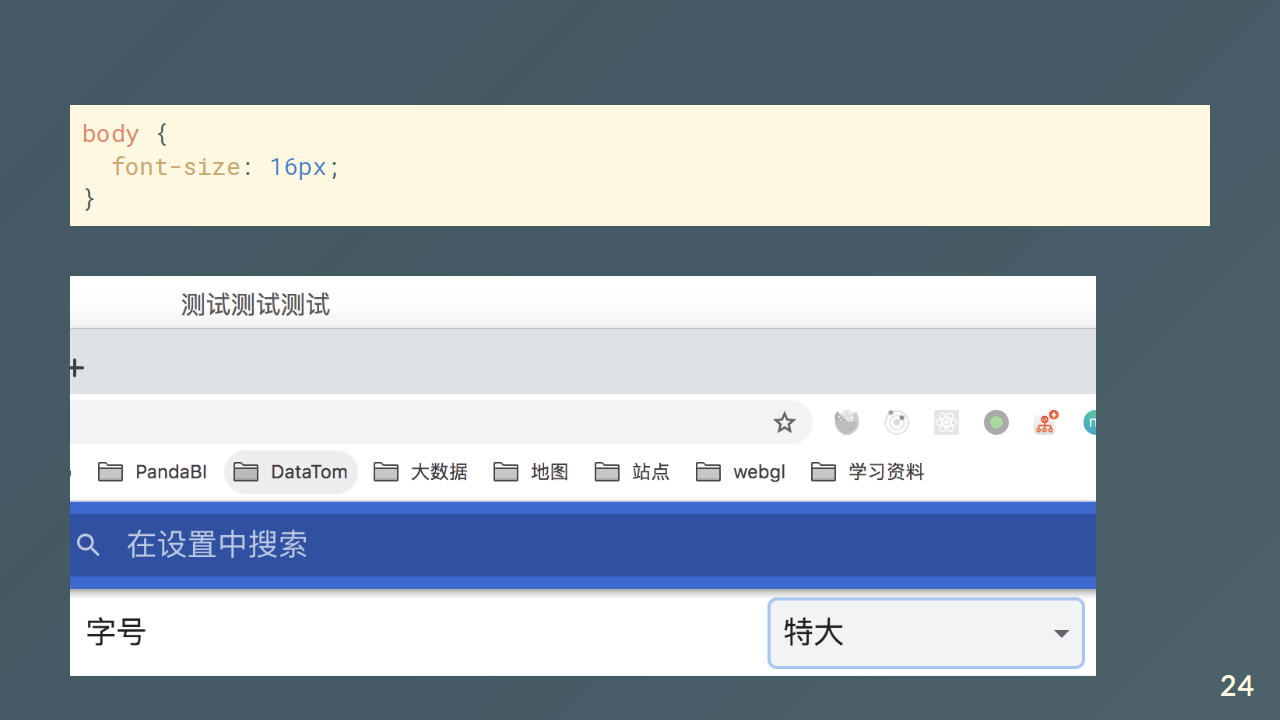 body {
  font-size: 16px;
}
测试测试测试
+
PandaBI DataTom 大数据 地图 站点 webgl 学习资料
在设置中搜索
字号 特大
24